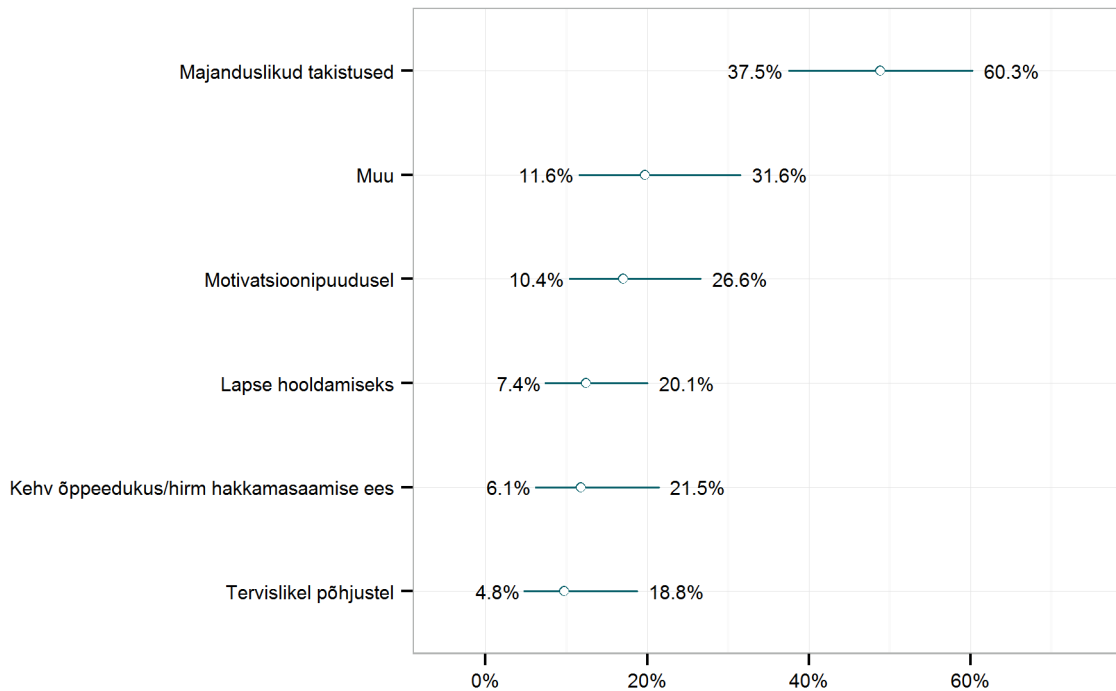 Majanduslikud takistused 37.5% 60.3%
Muu 11.6% 31.6%
Motivatsioonipuudusel 10.4% 26.6%
Lapse hooldamiseks 7.4% 20.1%
Kehv õppeedukus/hirm hakkamasaamise ees 6.1% 21.5%
Tervislikel põhjustel 4.8% 18.8%
0% 20% 40% 60%